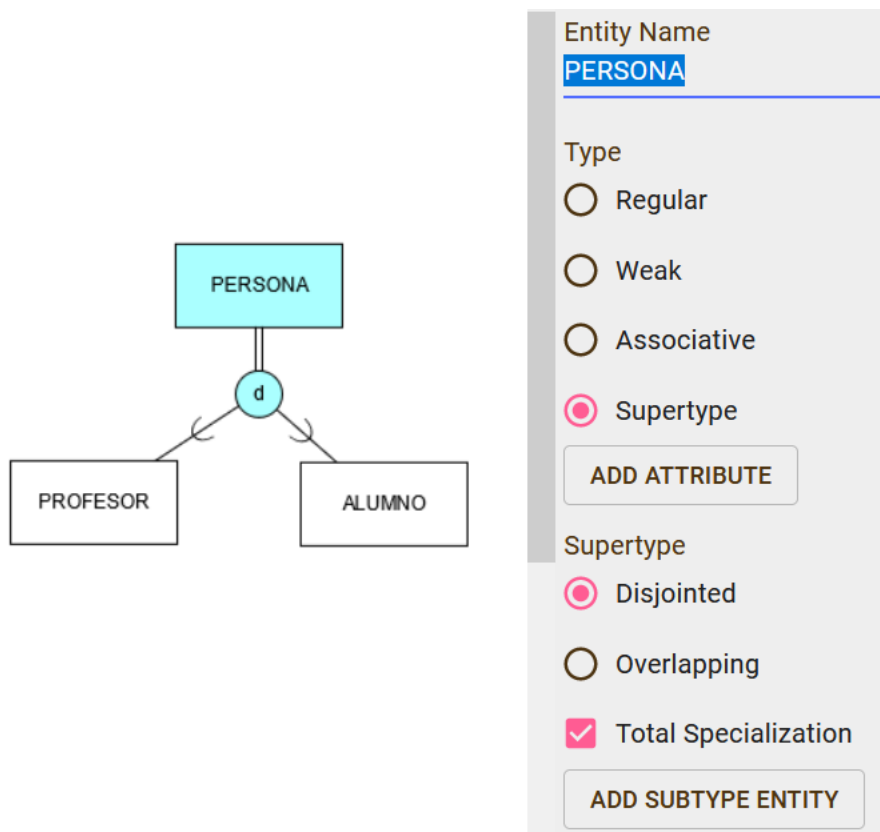 PERSONA
d
PROFESOR
ALUMNO
Entity Name
PERSONA
Type
Regular
Weak
Associative
Supertype
ADD ATTRIBUTE
Supertype
Disjointed
Overlapping
Total Specialization
ADD SUBTYPE ENTITY